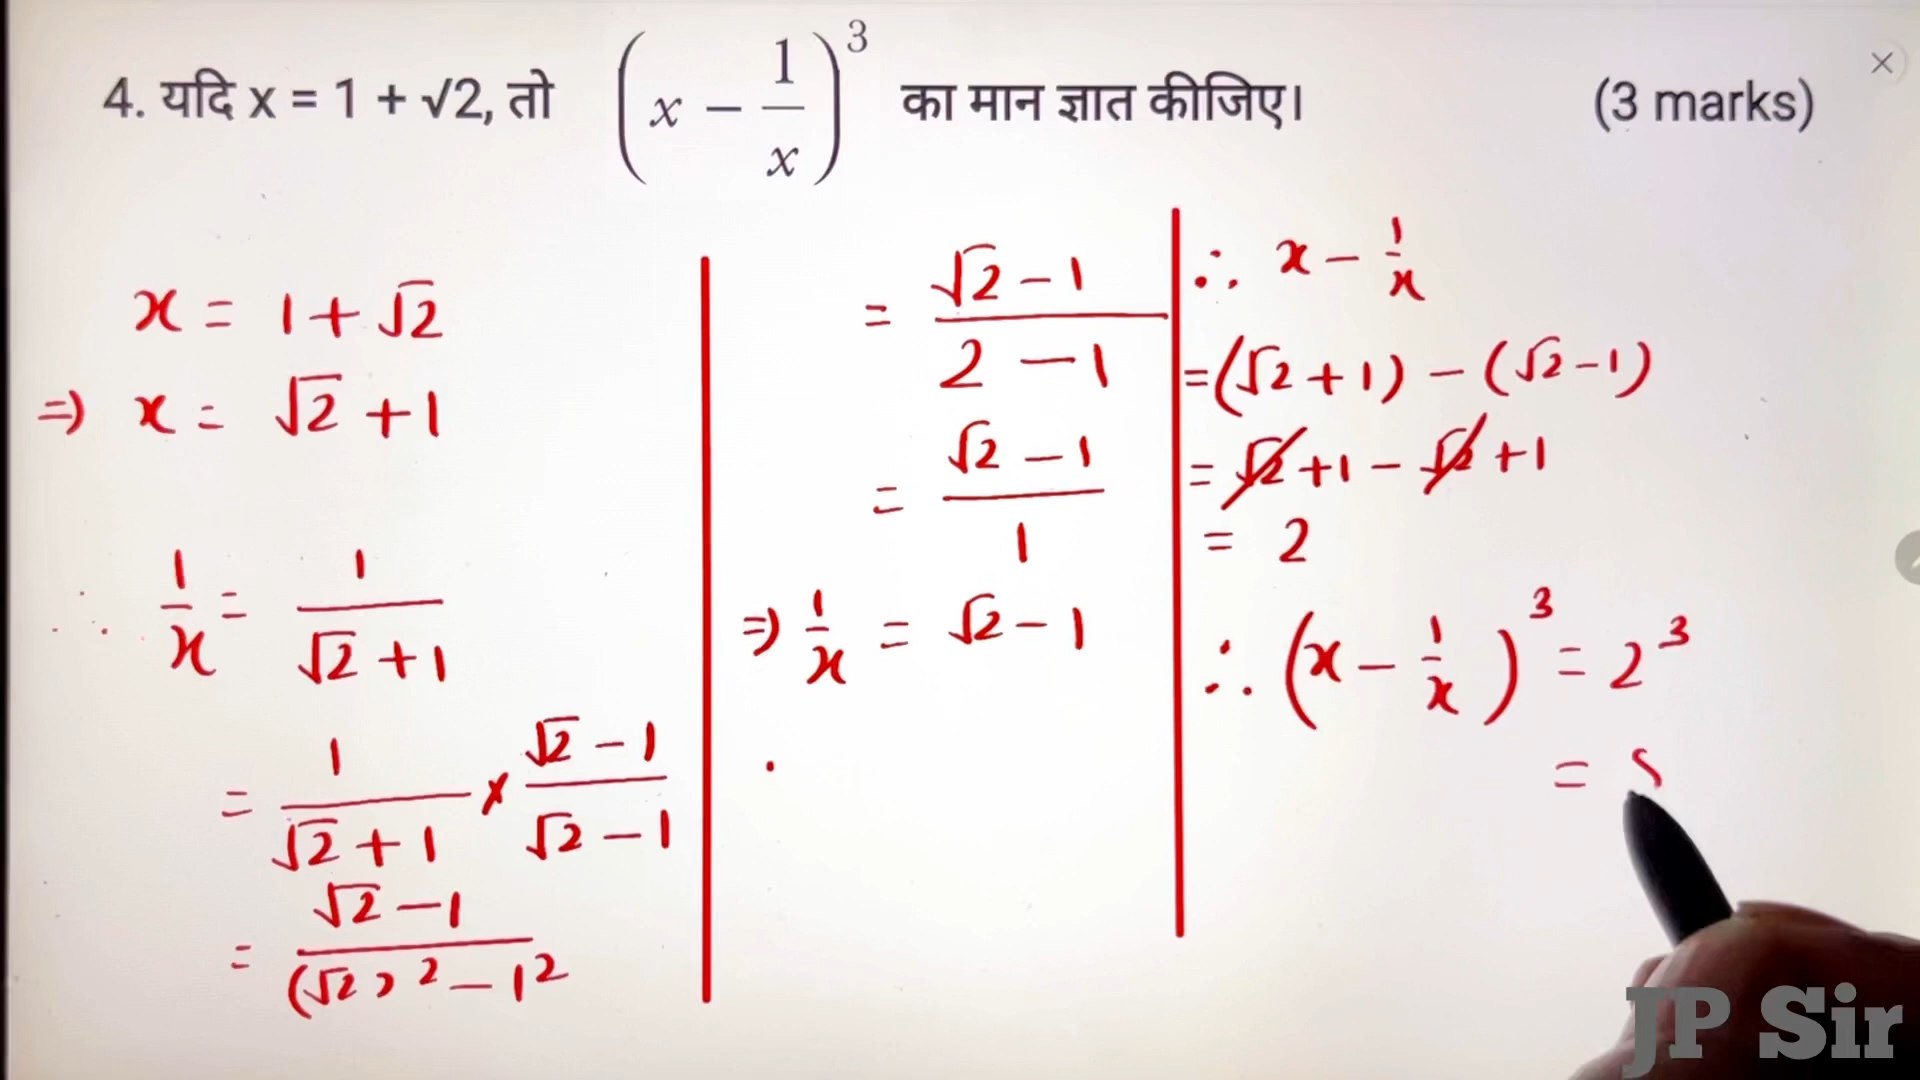 4. यदि x = 1 + √2, तो (x - 1/x)³ का मान ज्ञात कीजिए। (3 marks)
x = 1 + √2
⇒ x = √2 + 1
∴ 1/x = 1/(√2 + 1)
= 1/(√2 + 1) × (√2 - 1)/(√2 - 1)
= (√2 - 1)/((√2)² - 1²)
= (√2 - 1)/(2 - 1)
= (√2 - 1)/1
⇒ 1/x = √2 - 1
∴ x - 1/x
= (√2 + 1) - (√2 - 1)
= √2 + 1 - √2 + 1
= 2
∴ (x - 1/x)³ = 2³
=
JP Sir